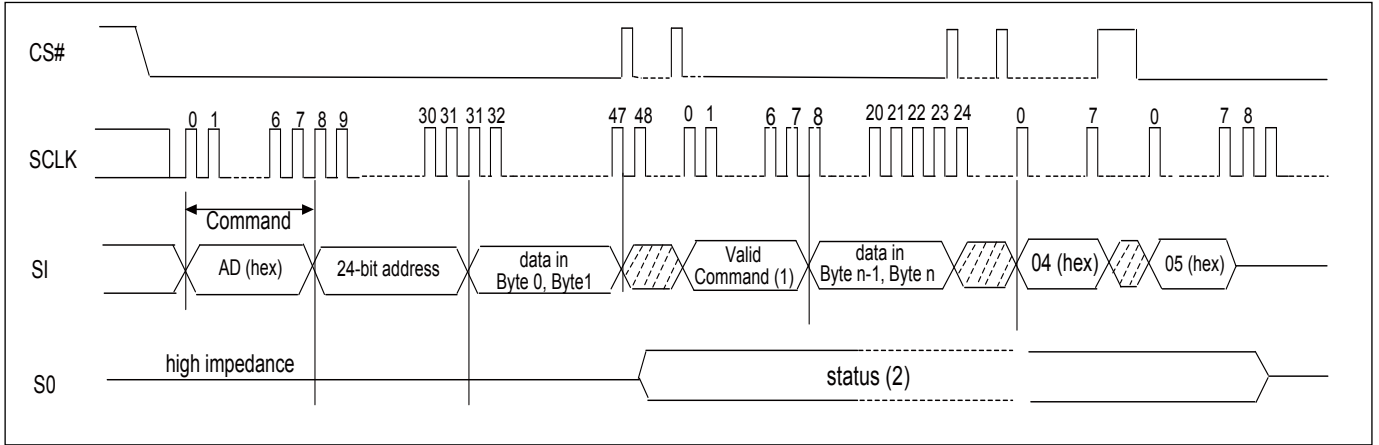 CS#
SCLK
0 1 6 7 8 9 30 31 31 32 47 48 0 1 6 7 8 20 21 22 23 24 0 7 0 7 8
Command
SI
AD (hex)
24-bit address
data in
Byte 0, Byte1
Valid
Command (1)
data in
Byte n-1, Byte n
04 (hex)
05 (hex)
S0
high impedance
status (2)